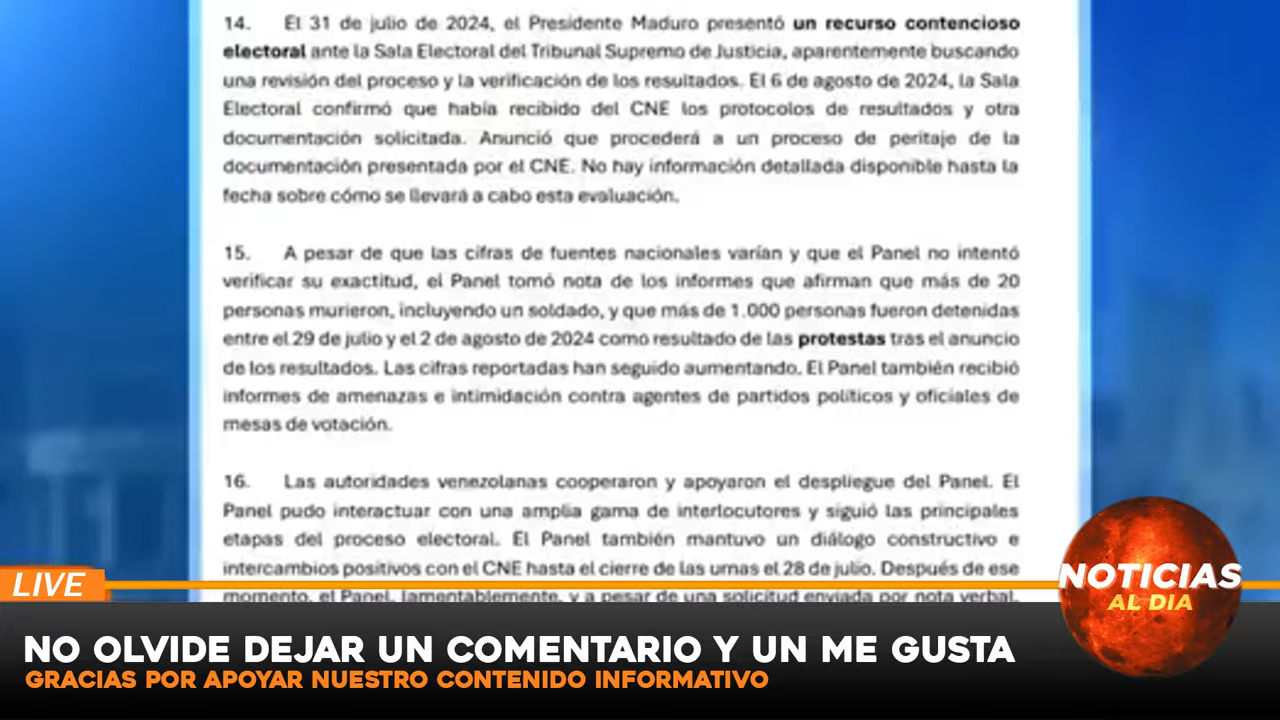 14. El 31 de julio de 2024, el Presidente Maduro presentó un recurso contencioso
electoral ante la Sala Electoral del Tribunal Supremo de Justicia, aparentemente buscando
una revisión del proceso y la verificación de los resultados. El 6 de agosto de 2024, la Sala
Electoral confirmó que había recibido del CNE los protocolos de resultados y otra
documentación solicitada. Anunció que procederá a un proceso de peritaje de la
documentación presentada por el CNE. No hay información detallada disponible hasta la
fecha sobre cómo se llevará a cabo esta evaluación.
15. A pesar de que las cifras de fuentes nacionales varían y que el Panel no intentó
verificar su exactitud, el Panel tomó nota de los informes que afirman que más de 20
personas murieron, incluyendo un soldado, y que más de 1.000 personas fueron detenidas
entre el 29 de julio y el 2 de agosto de 2024 como resultado de las protestas tras el anuncio
de los resultados. Las cifras reportadas han seguido aumentando. El Panel también recibió
informes de amenazas e intimidación contra agentes de partidos políticos y oficiales de
mesas de votación.
16. Las autoridades venezolanas cooperaron y apoyaron el despliegue del Panel. El
Panel pudo interactuar con una amplia gama de interlocutores y siguió las principales
etapas del proceso electoral. El Panel también mantuvo un diálogo constructivo e
intercambios positivos con el CNE hasta el cierre de las urnas el 28 de julio. Después de ese
momento, el Panel, lamentablemente, y a pesar de una solicitud enviada por nota verbal,
LIVE
NOTICIAS
AL DIA
NO OLVIDE DEJAR UN COMENTARIO Y UN ME GUSTA
GRACIAS POR APOYAR NUESTRO CONTENIDO INFORMATIVO